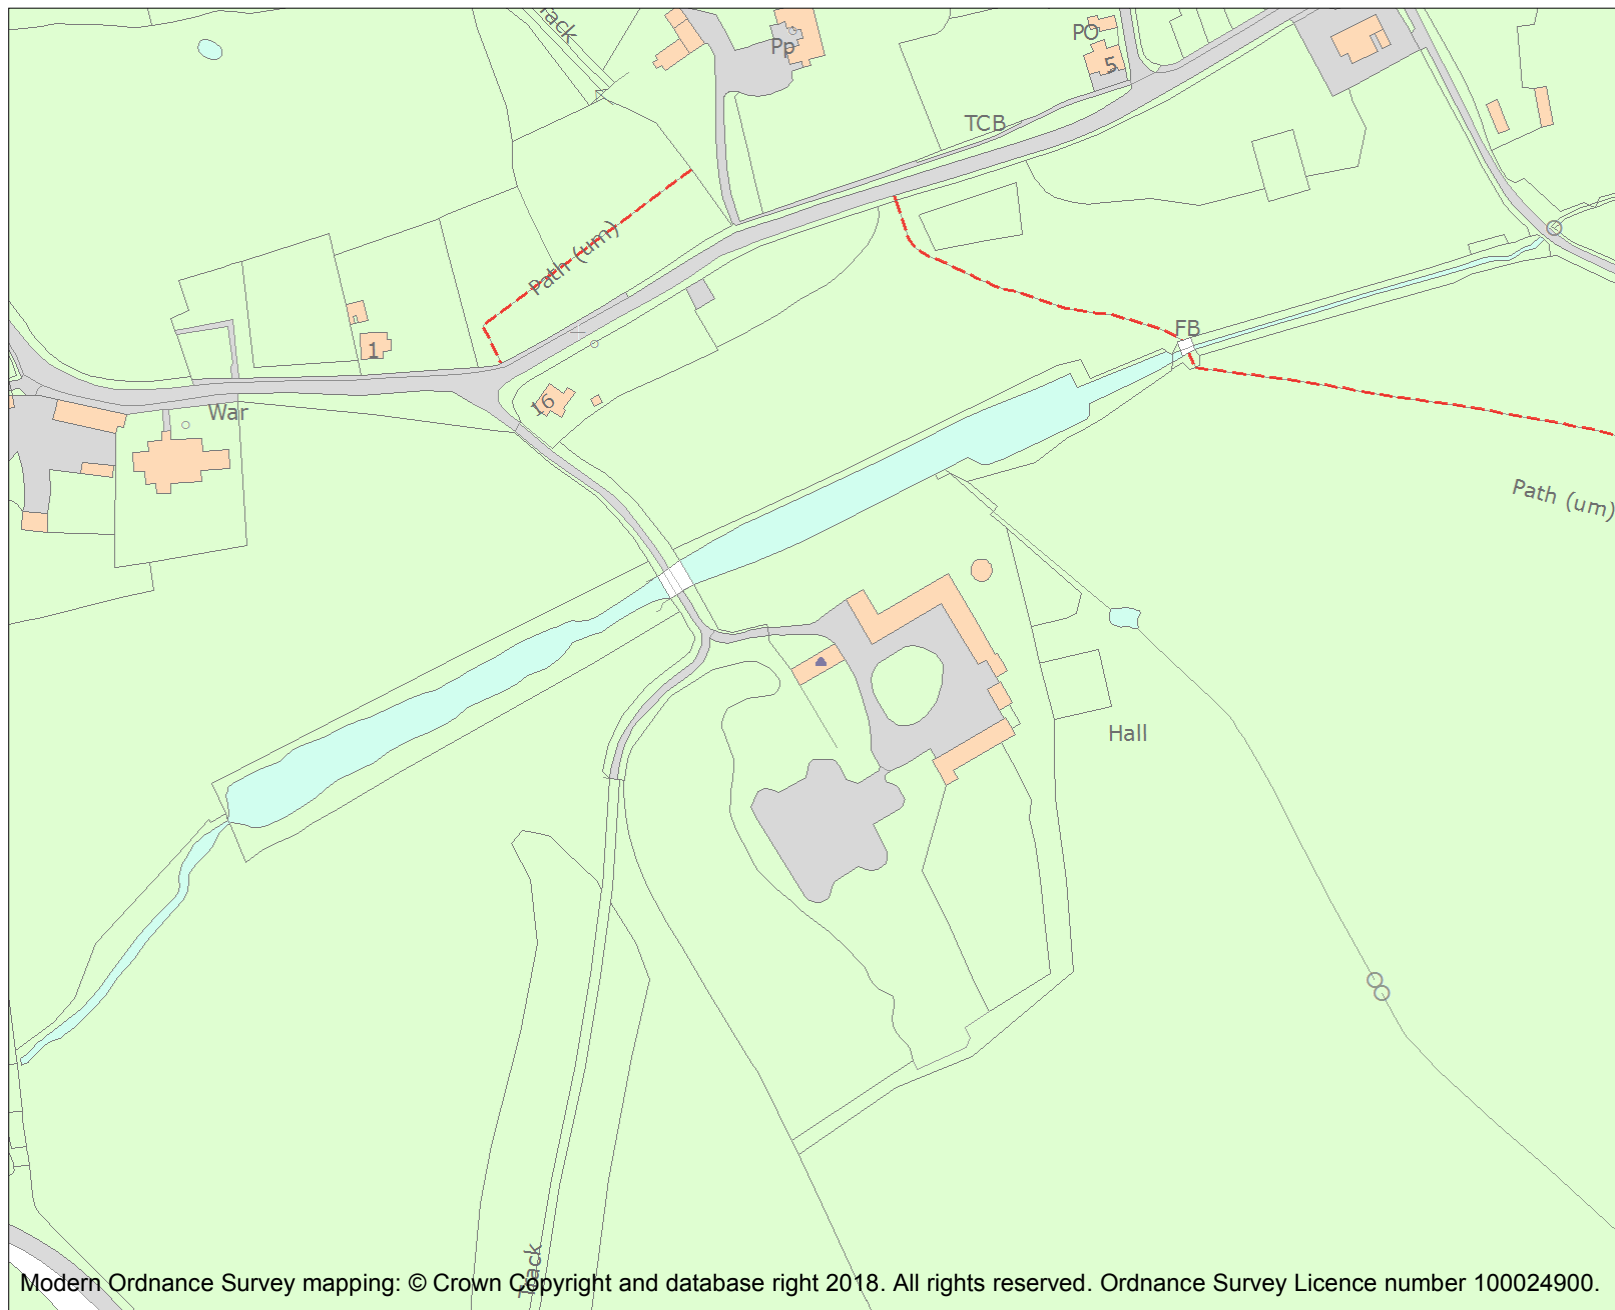 Track
Pp
PO
5
TCB
Path (um)
FB
1
16
War
Path (um)
Hall
Track
Modern Ordnance Survey mapping: © Crown Copyright and database right 2018. All rights reserved. Ordnance Survey Licence number 100024900.